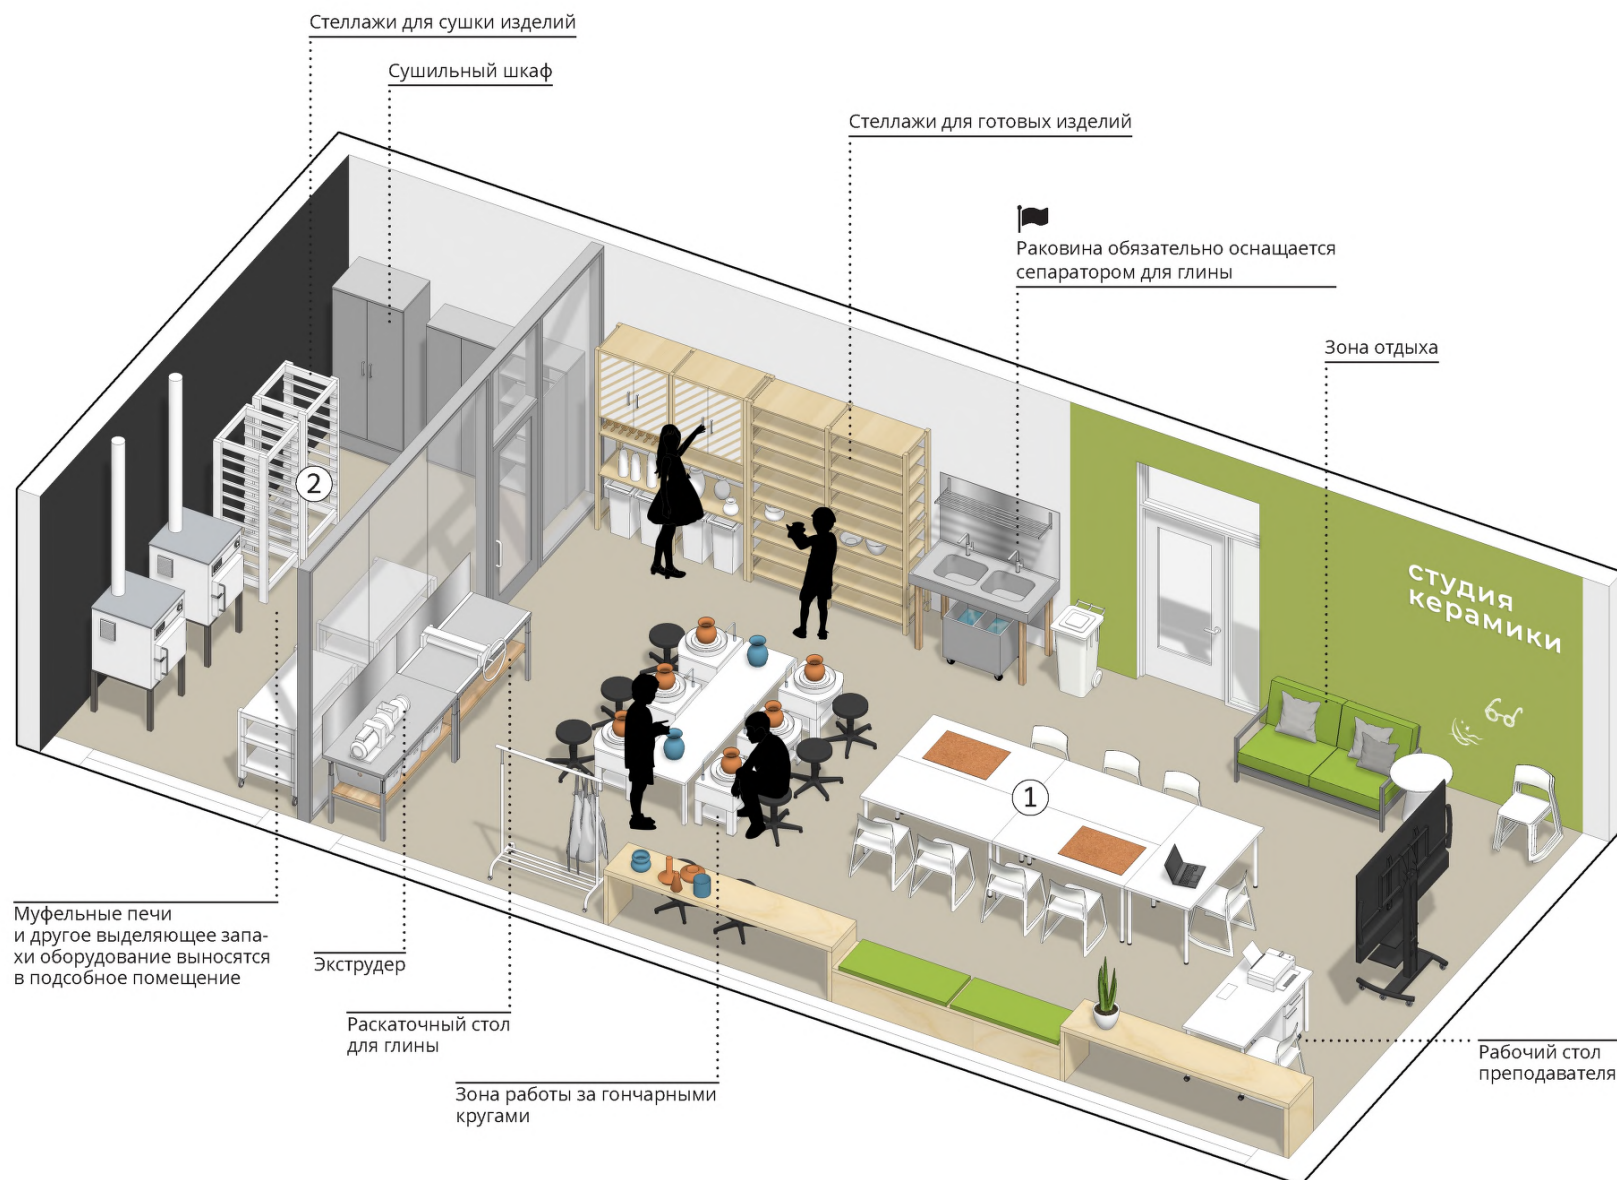 Стеллажи для сушки изделий
Сушильный шкаф
Стеллажи для готовых изделий
Раковина обязательно оснащается
сепаратором для глины
Зона отдыха
студия
керамики
2
1
Муфельные печи
и другое выделяющее запа-
хи оборудование выносятся
в подсобное помещение
Экструдер
Раскаточный стол
для глины
Зона работы за гончарными
кругами
Рабочий стол
преподавателя